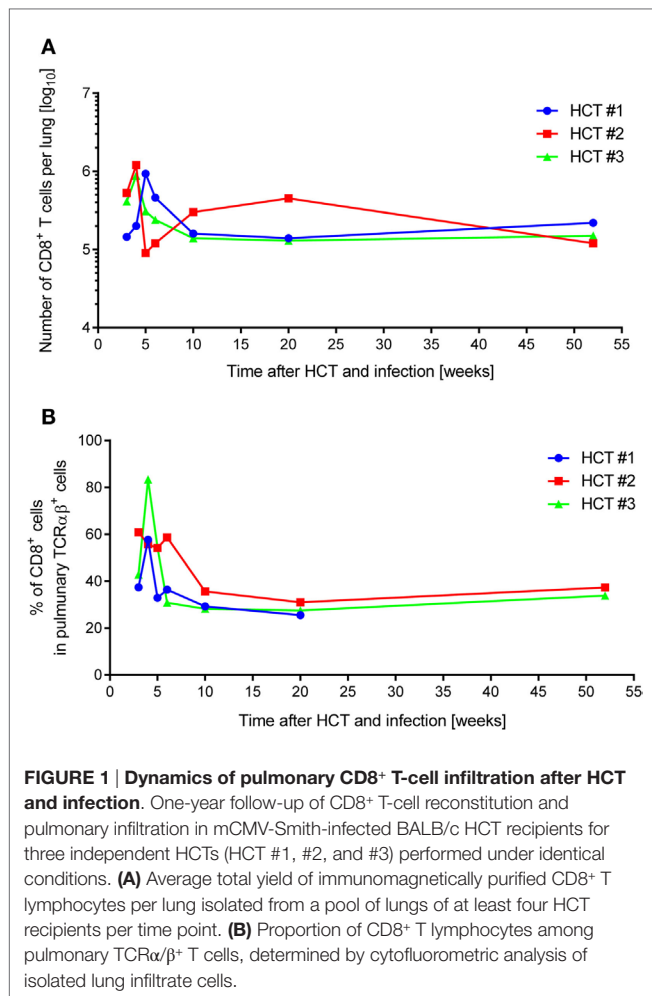 A
Number of CD8⁺ T cells per lung [log₁₀]
7
6
5
4
HCT #1
HCT #2
HCT #3
0 5 10 15 20 25 30 35 40 45 50 55
Time after HCT and infection [weeks]
B
% of CD8⁺ cells
in pulmunary TCRαβ⁺ cells
100
80
60
40
20
0
HCT #1
HCT #2
HCT #3
0 5 10 15 20 25 30 35 40 45 50 55
Time after HCT and infection [weeks]
FIGURE 1 | Dynamics of pulmonary CD8⁺ T-cell infiltration after HCT
and infection. One-year follow-up of CD8⁺ T-cell reconstitution and
pulmonary infiltration in mCMV-Smith-infected BALB/c HCT recipients for
three independent HCTs (HCT #1, #2, and #3) performed under identical
conditions. (A) Average total yield of immunomagnetically purified CD8⁺ T
lymphocytes per lung isolated from a pool of lungs of at least four HCT
recipients per time point. (B) Proportion of CD8⁺ T lymphocytes among
pulmonary TCRα/β⁺ T cells, determined by cytofluorometric analysis of
isolated lung infiltrate cells.